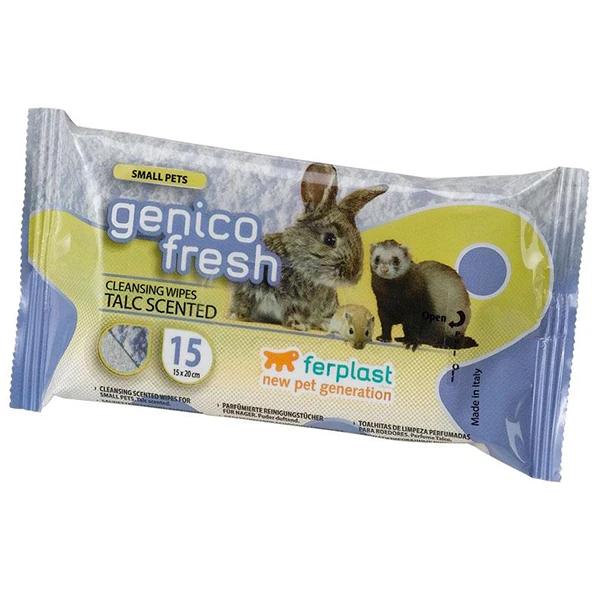 SMALL PETS
genico
fresh
CLEANSING WIPES
TALC SCENTED
15
15 x 20 cm
ferplast
new pet generation
Open
Made in Italy
› CLEANSING SCENTED WIPES FOR
SMALL PETS. Talc scented.
› PARFÜMIERTE REINIGUNGSTÜCHER
FÜR NAGER. Puder duftend.
› TOALHITAS DE LIMPEZA PERFUMADAS
PARA ROEDORES. Perfume Talco.